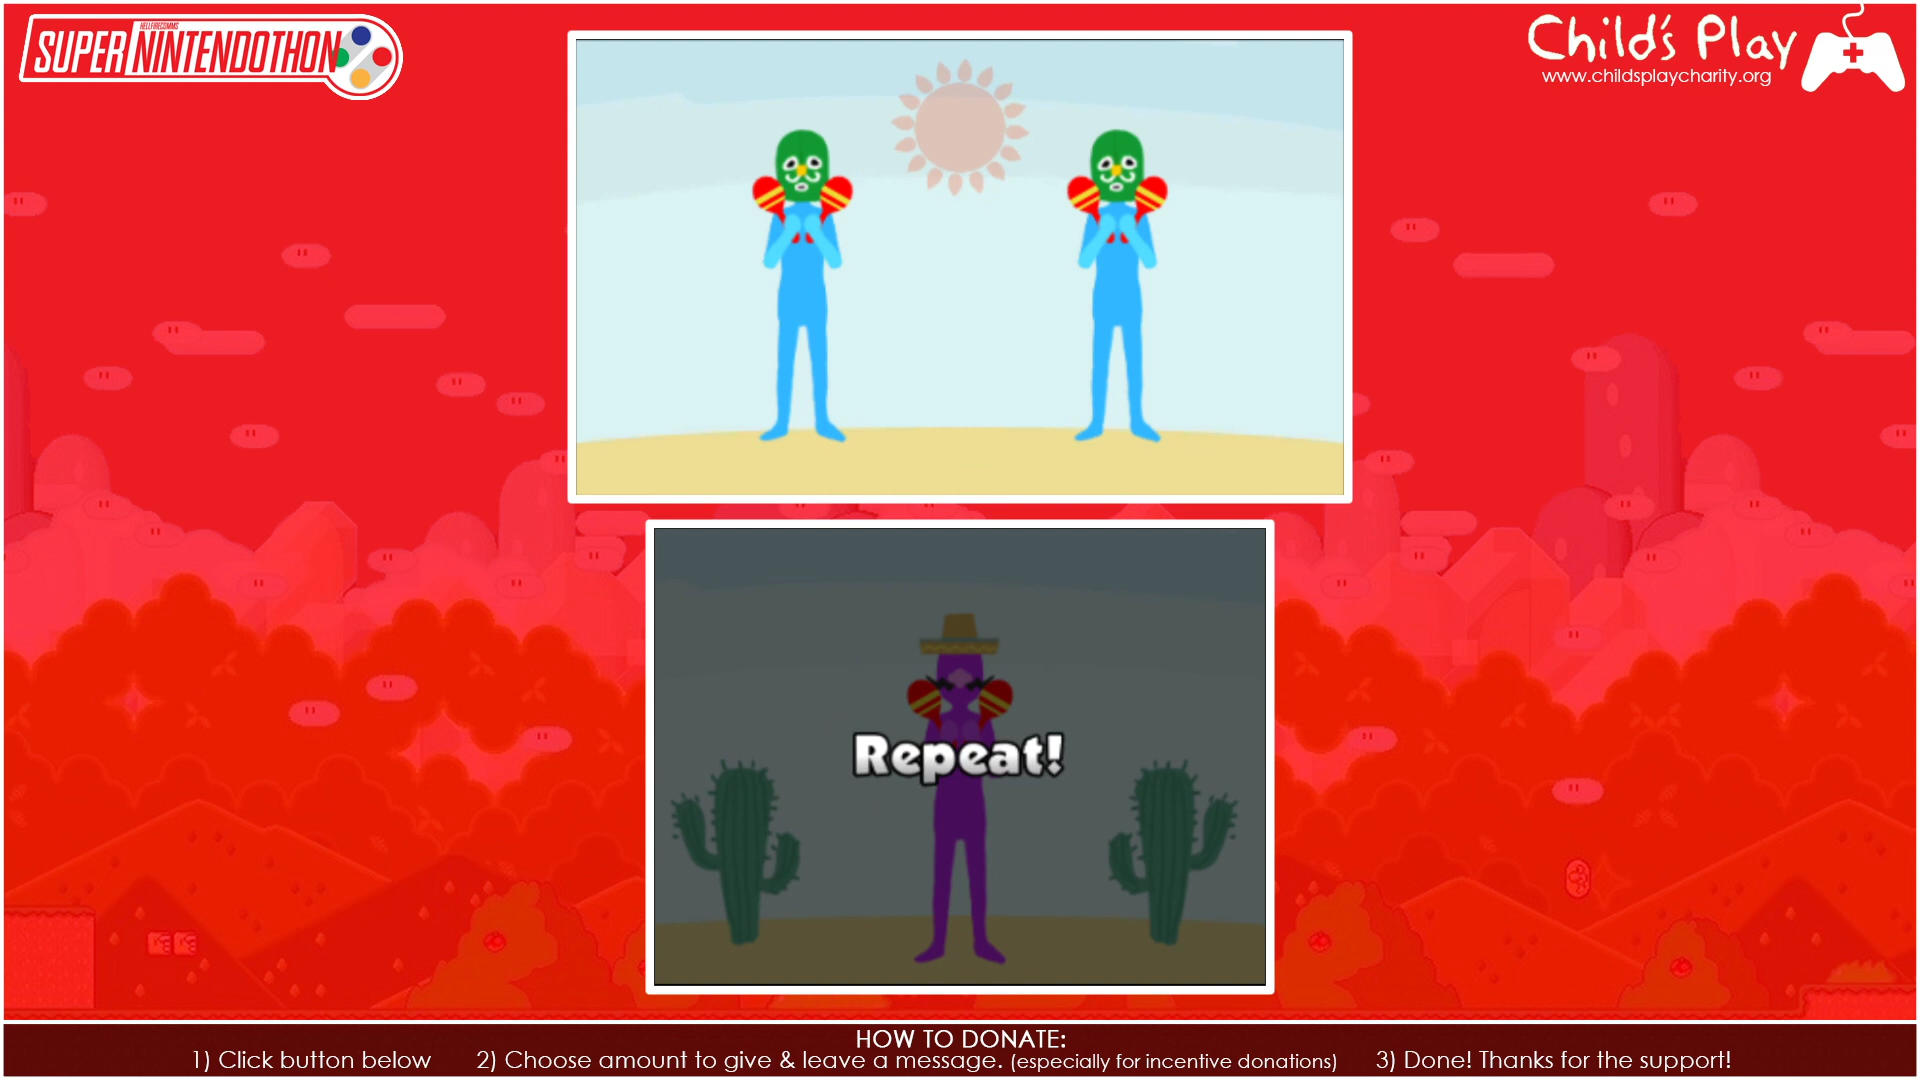 HELLFIRECOMMS
SUPER NINTENDOTHON
Child's Play
www.childsplaycharity.org
Repeat!
HOW TO DONATE:
1) Click button below 2) Choose amount to give & leave a message. (especially for incentive donations) 3) Done! Thanks for the support!